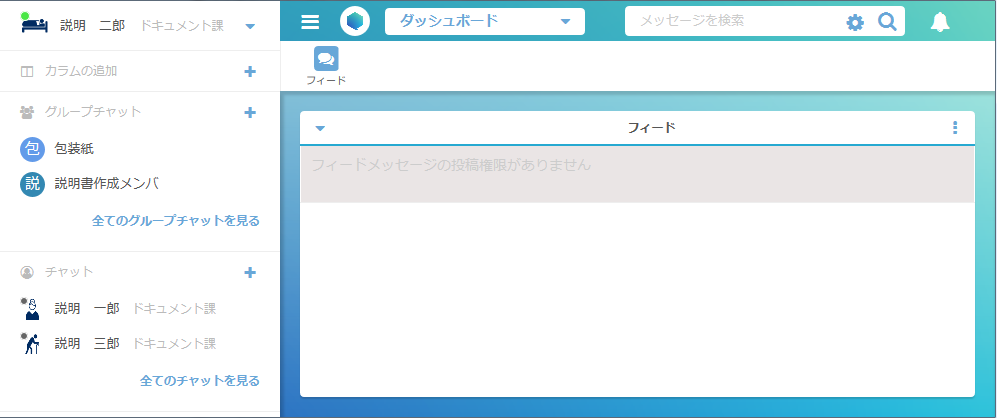 説明　二郎　ドキュメント課
カラムの追加
グループチャット
包 包装紙
説 説明書作成メンバ
全てのグループチャットを見る
チャット
説明　一郎　ドキュメント課
説明　三郎　ドキュメント課
全てのチャットを見る
ダッシュボード
メッセージを検索
フィード
フィード
フィードメッセージの投稿権限がありません